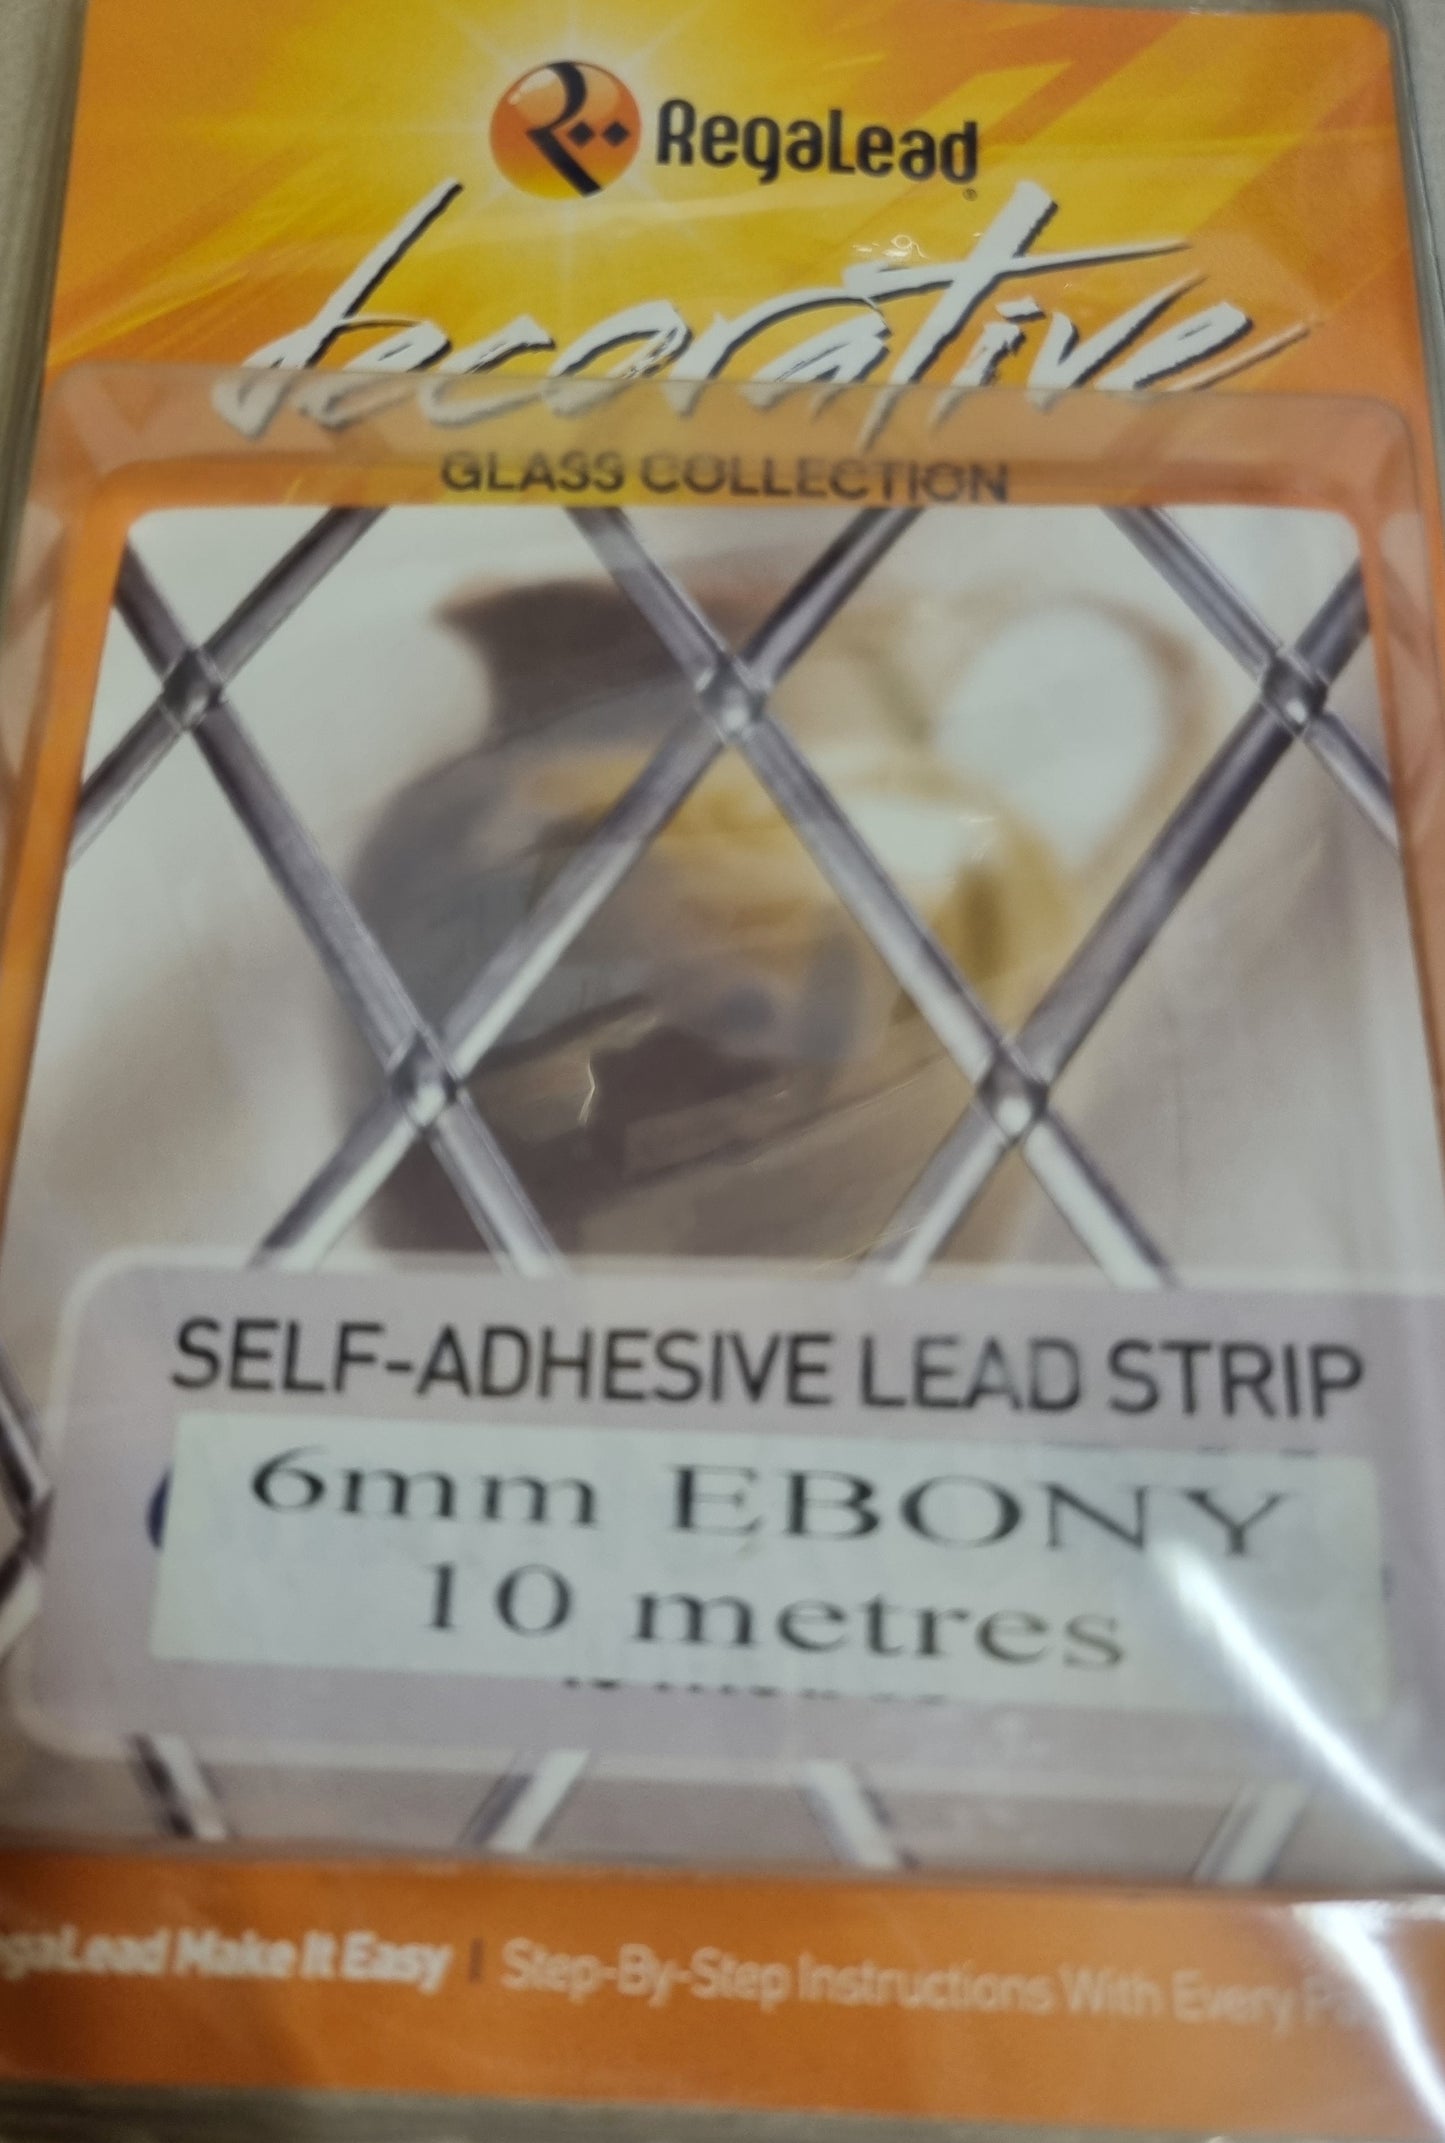 RegaLead
decorative
GLASS COLLECTION
SELF-ADHESIVE LEAD STRIP
6mm EBONY
10 metres
Make It Easy | Step-By-Step Instructions With Every